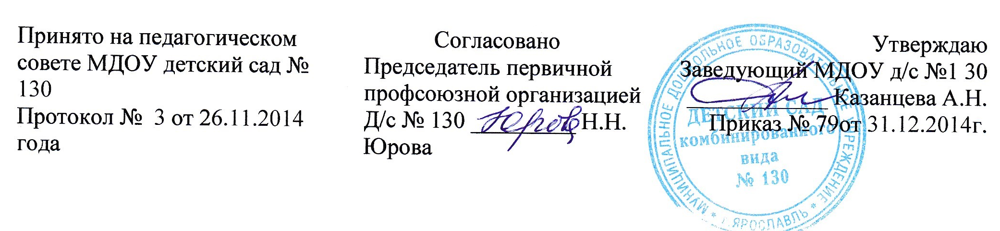 Принято на педагогическом
совете МДОУ детский сад №
130
Протокол № 3 от 26.11.2014
года
Согласовано
Председатель первичной
профсоюзной организацией
Д/с № 130 Юрова Н.Н.
Юрова
Утверждаю
Заведующий МДОУ д/с №1 30
Казанцева А.Н.
Приказ № 79от 31.12.2014г.
МУНИЦИПАЛЬНОЕ ДОШКОЛЬНОЕ ОБРАЗОВАТЕЛЬНОЕ УЧРЕЖДЕНИЕ * Г. ЯРОСЛАВЛЬ *
ДЕТСКИЙ САД
комбинированного
вида
№ 130